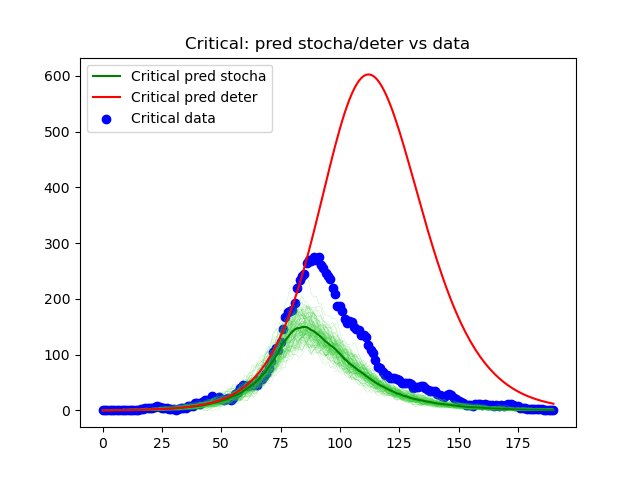 Critical: pred stocha/deter vs data
Critical pred stocha
Critical pred deter
Critical data
600
500
400
300
200
100
0
0 25 50 75 100 125 150 175